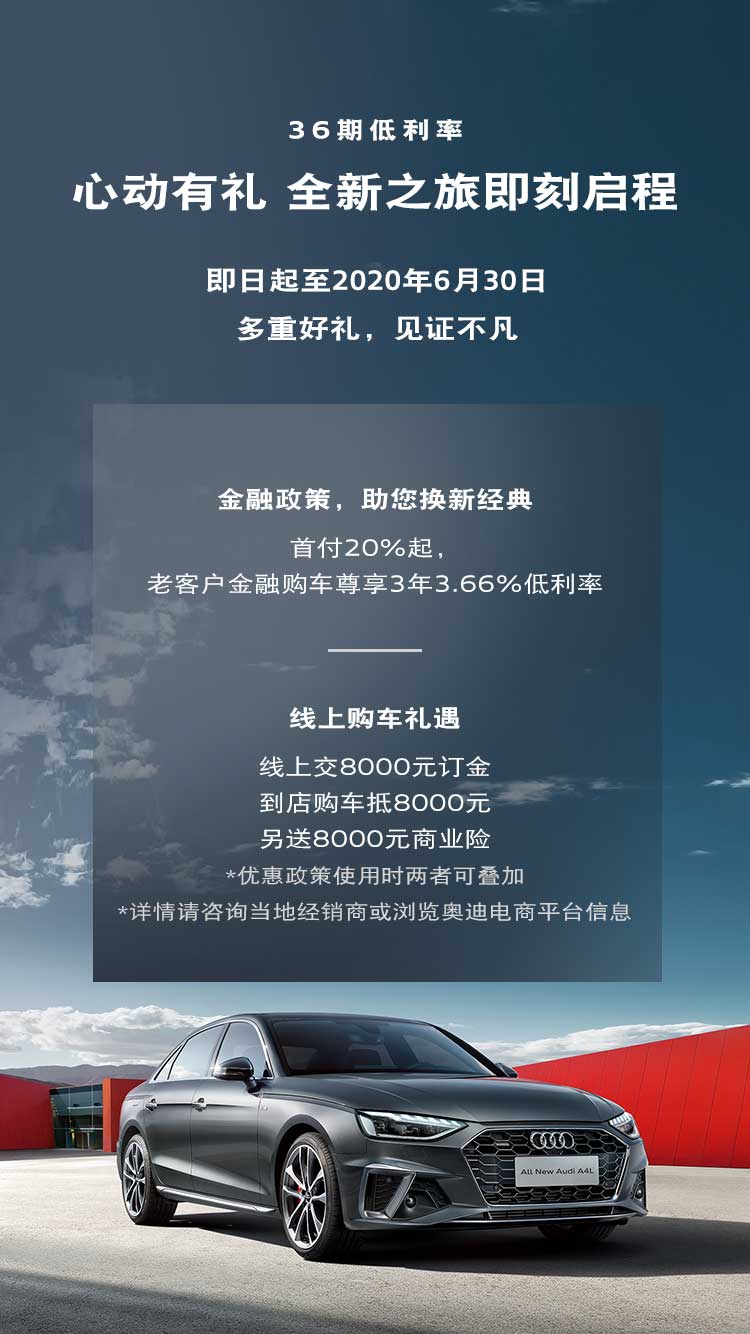 36期低利率
心动有礼 全新之旅即刻启程
即日起至2020年6月30日
多重好礼，见证不凡
金融政策，助您换新经典
首付20%起，
老客户金融购车尊享3年3.66%低利率
线上购车礼遇
线上交8000元订金
到店购车抵8000元
另送8000元商业险
*优惠政策使用时两者可叠加
*详情请咨询当地经销商或浏览奥迪电商平台信息
All New Audi A4L